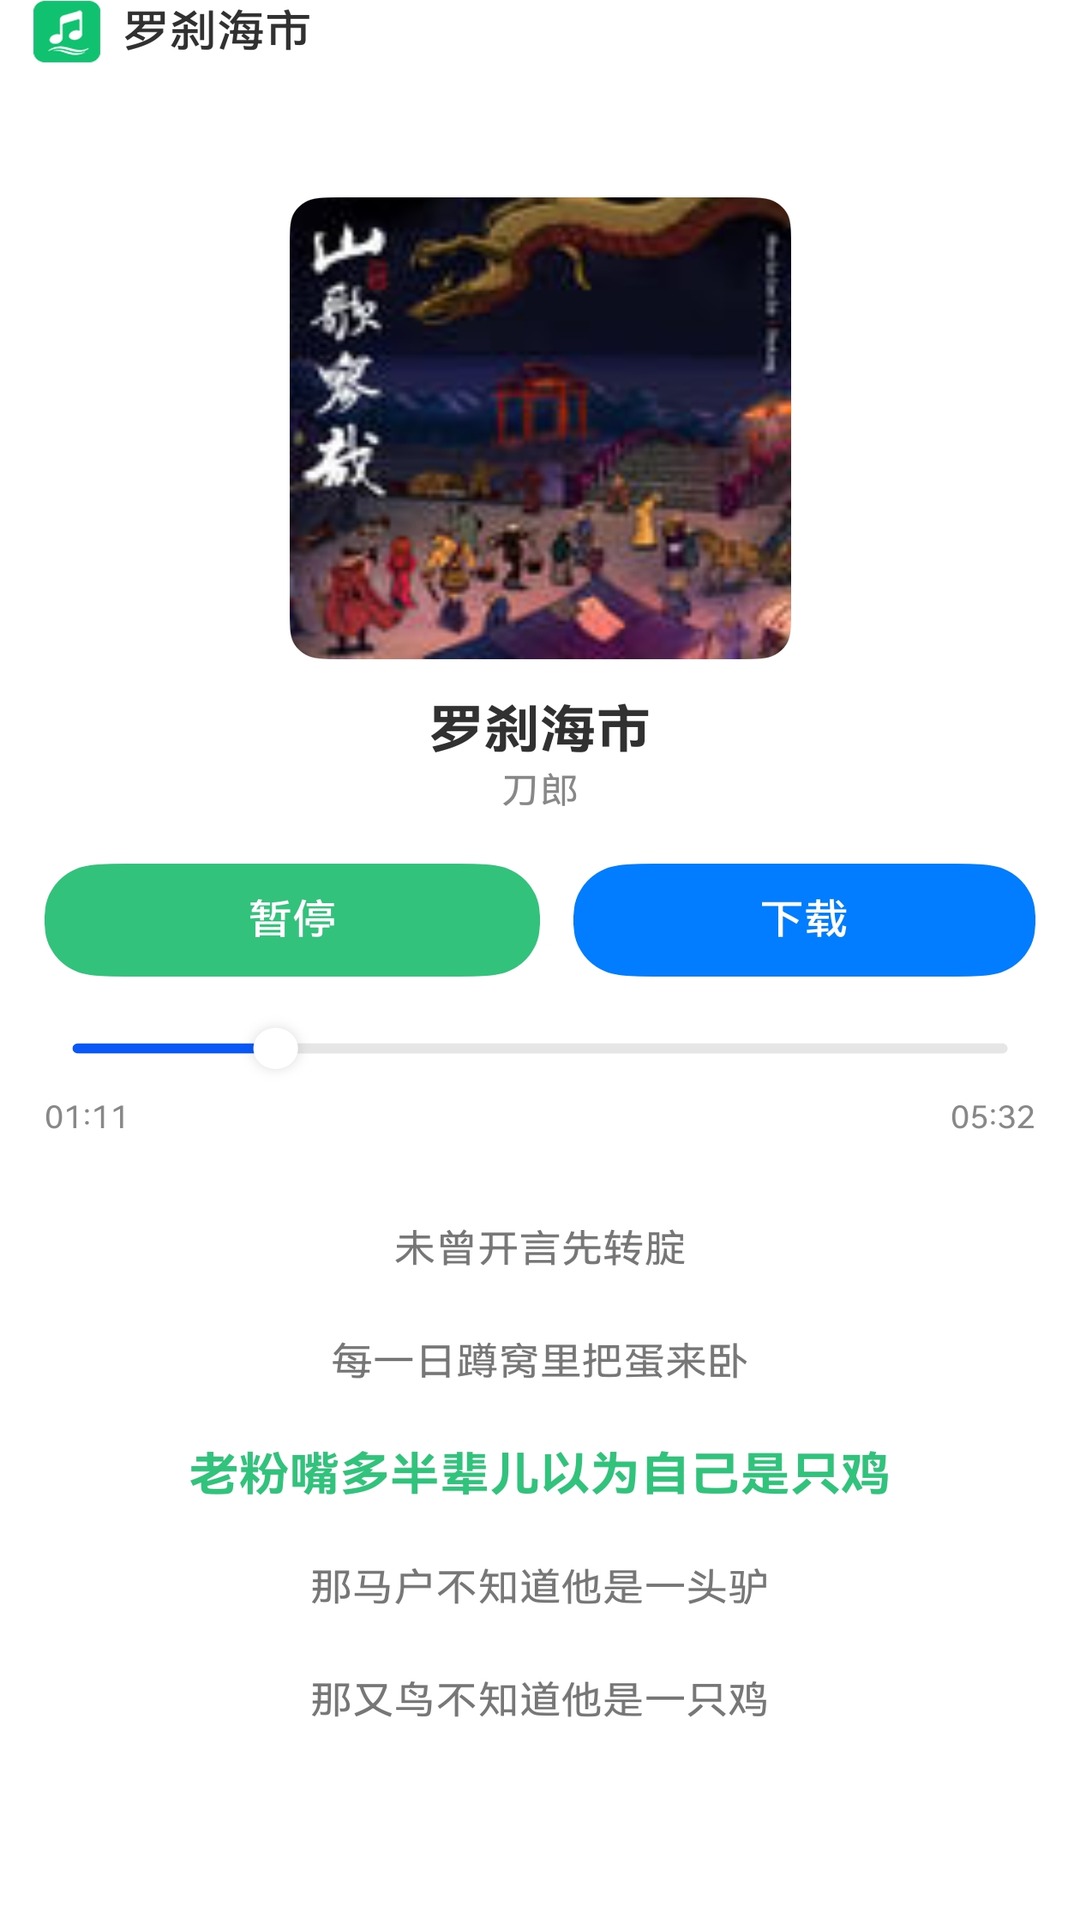 罗刹海市
山歌寥哉
罗刹海市
刀郎
暂停
下载
01:11
05:32
未曾开言先转腚
每一日蹲窝里把蛋来卧
老粉嘴多半辈儿以为自己是只鸡
那马户不知道他是一头驴
那又鸟不知道他是一只鸡